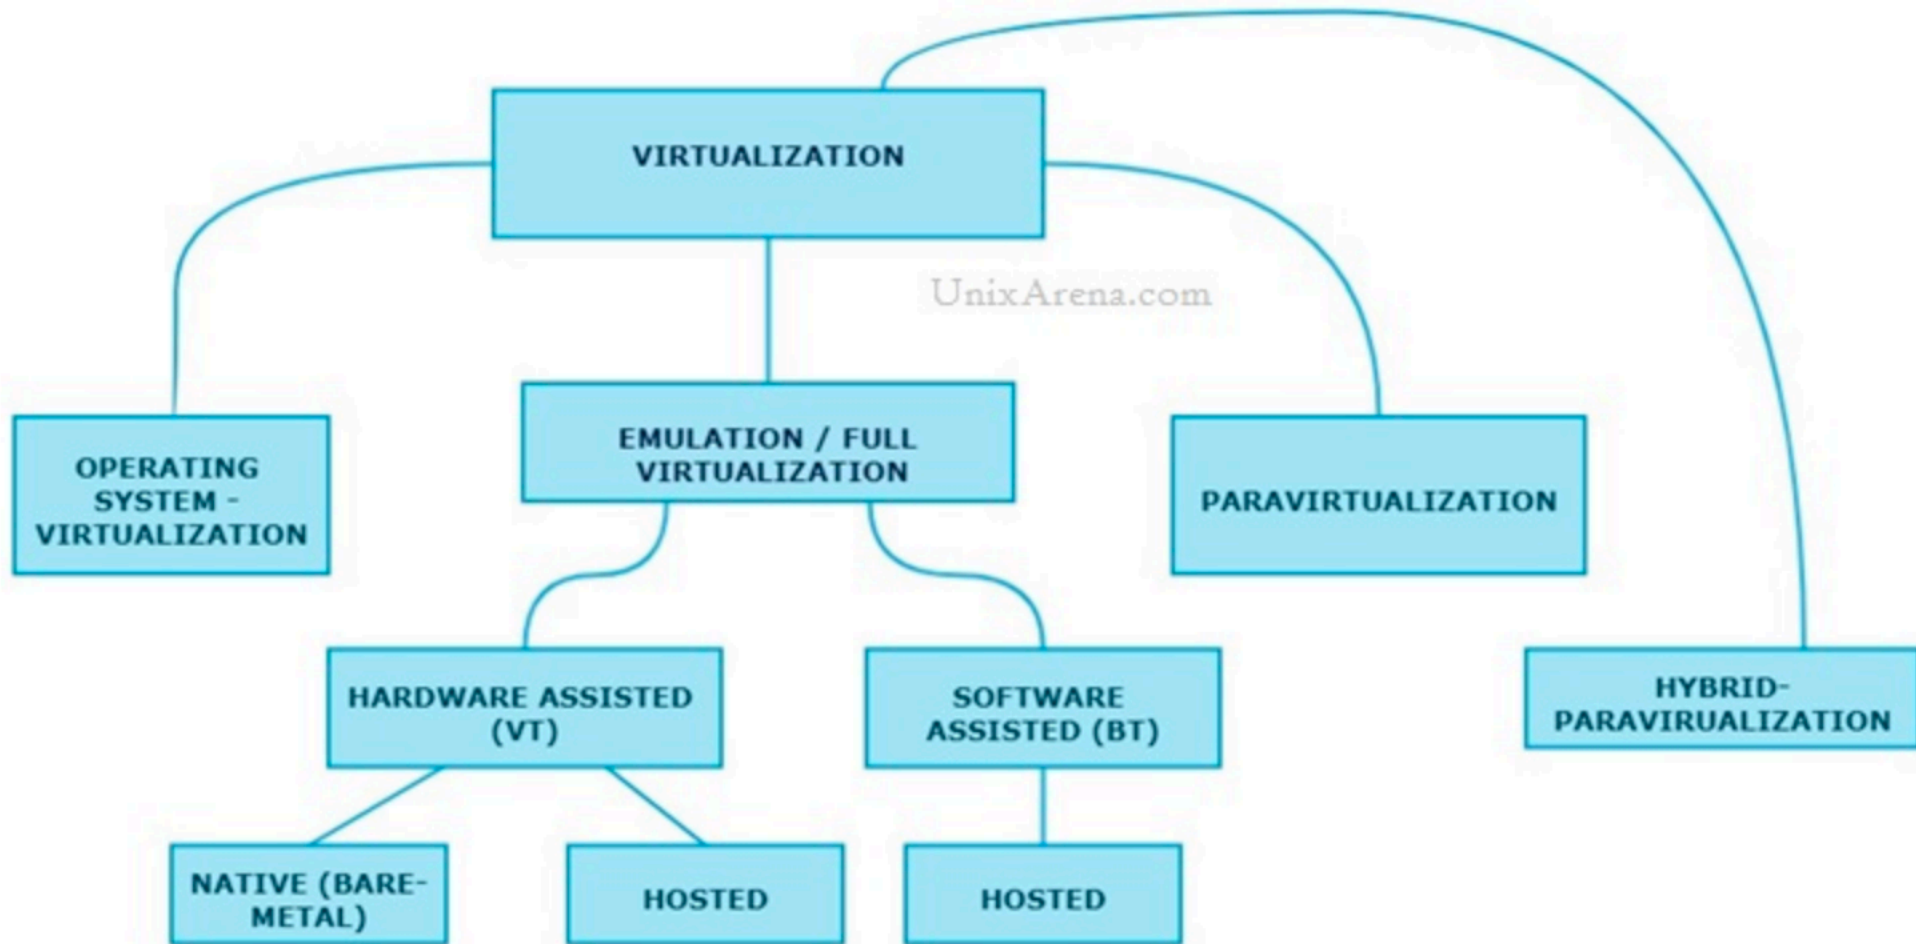 VIRTUALIZATION
UnixArena.com
EMULATION / FULL
VIRTUALIZATION
OPERATING
SYSTEM -
VIRTUALIZATION
PARAVIRTUALIZATION
HARDWARE ASSISTED
(VT)
SOFTWARE
ASSISTED (BT)
HYBRID-
PARAVIRUALIZATION
NATIVE (BARE-
METAL)
HOSTED
HOSTED